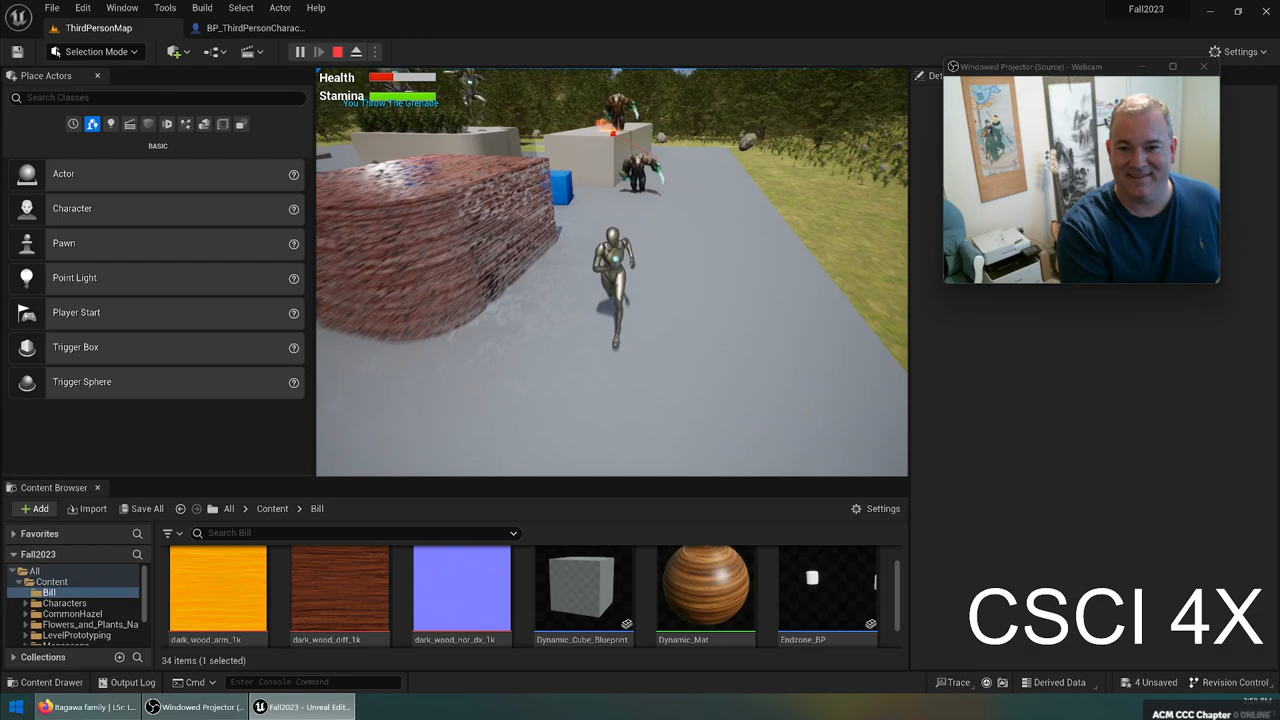 File Edit Window Tools Build Select Actor Help
Fall2023
ThirdPersonMap
BP_ThirdPersonCharac...
Selection Mode
Settings
Place Actors
Search Classes
BASIC
Actor
Character
Pawn
Point Light
Player Start
Trigger Box
Trigger Sphere
Health
Stamina
You Throw The Grenade
Windowed Projector (Source) - Webcam
Content Browser
Add
Import
Save All
All
Content
Bill
Settings
Favorites
Search Bill
Fall2023
All
Content
Bill
Characters
CommonHazel
Flowers_and_Plants_Na
LevelPrototyping
Collections
dark_wood_arm_1k
dark_wood_diff_1k
dark_wood_nor_dx_1k
Dynamic_Cube_Blueprint
Dynamic_Mat
Endzone_BP
34 items (1 selected)
CSCI 4X
Content Drawer
Output Log
Cmd
Enter Console Command
Trace
Derived Data
4 Unsaved
Revision Control
Itagawa family | l5r: L...
Windowed Projector (...
Fall2023 - Unreal Edit...
ACM CCC Chapter 0 ONLINE